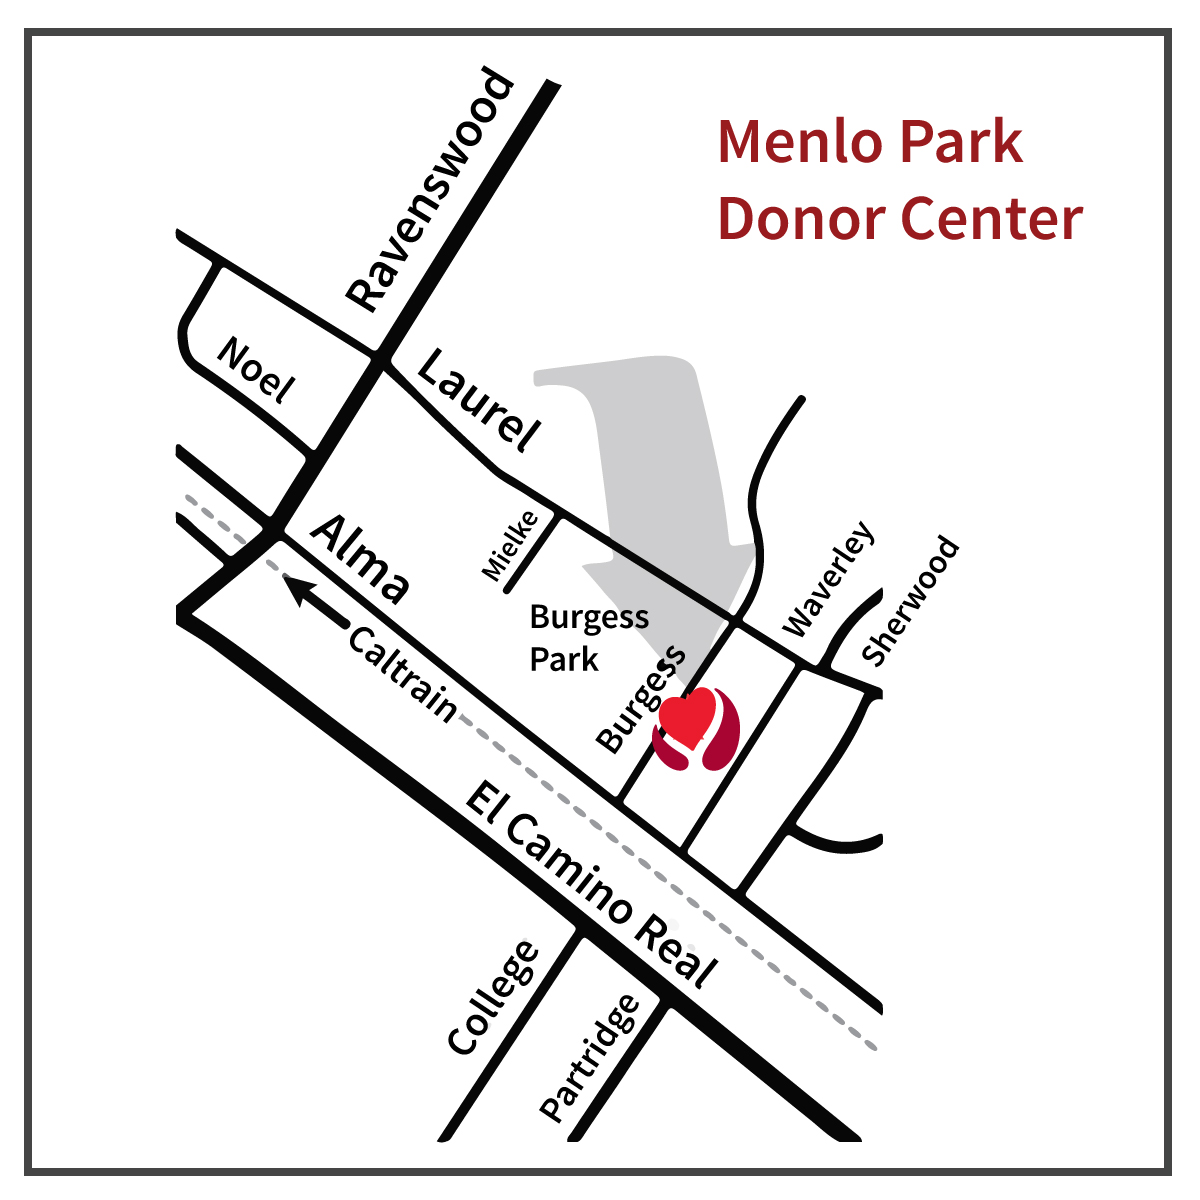 Menlo Park
Donor Center
Ravenswood
Noel
Laurel
Alma
Mielke
Burgess
Park
Burgess
Waverley
Sherwood
Caltrain
El Camino Real
College
Partridge